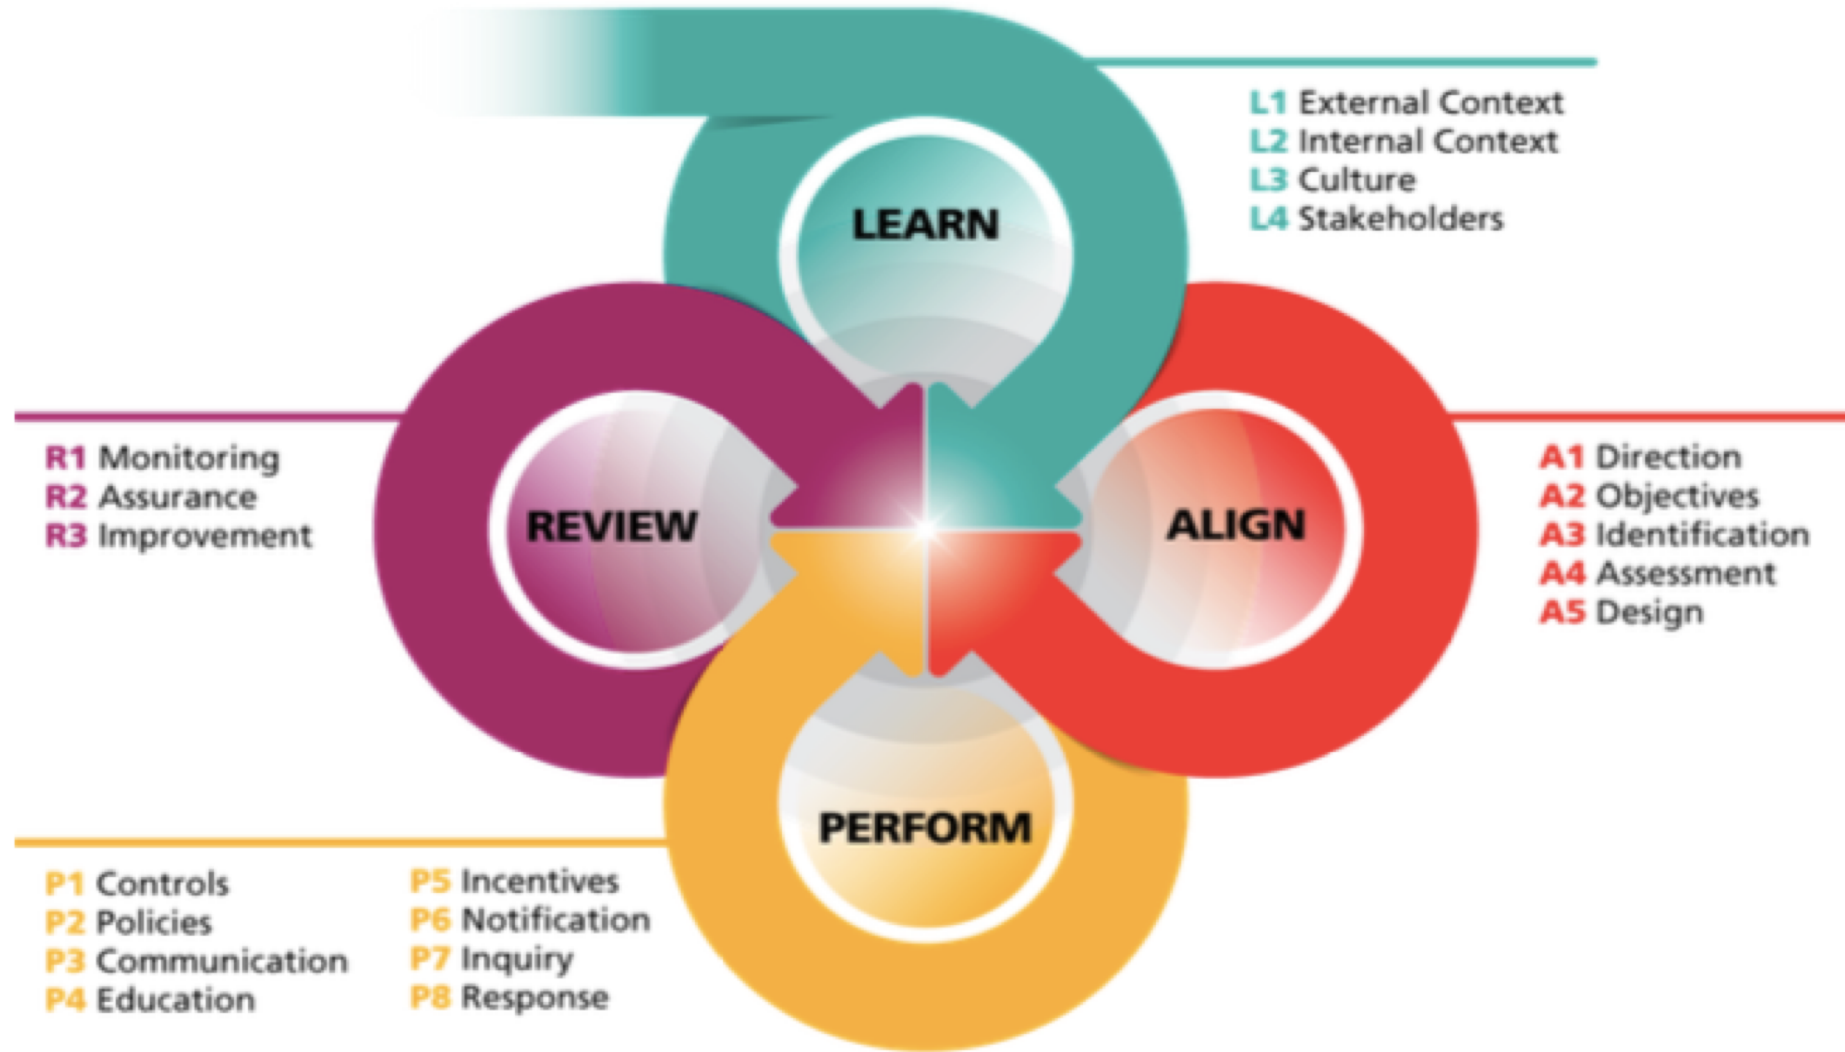 LEARN
L1 External Context
L2 Internal Context
L3 Culture
L4 Stakeholders
ALIGN
A1 Direction
A2 Objectives
A3 Identification
A4 Assessment
A5 Design
PERFORM
P1 Controls
P2 Policies
P3 Communication
P4 Education
P5 Incentives
P6 Notification
P7 Inquiry
P8 Response
REVIEW
R1 Monitoring
R2 Assurance
R3 Improvement